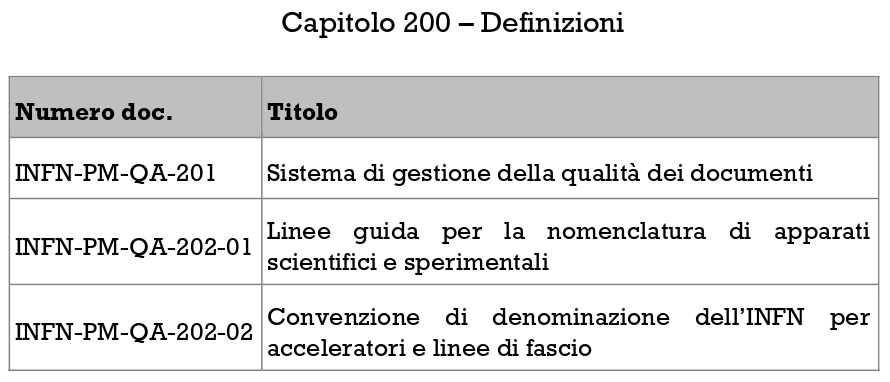 Capitolo 200 – Definizioni
Numero doc. Titolo
INFN-PM-QA-201 Sistema di gestione della qualità dei documenti
INFN-PM-QA-202-01 Linee guida per la nomenclatura di apparati
scientifici e sperimentali
INFN-PM-QA-202-02 Convenzione di denominazione dell’INFN per
acceleratori e linee di fascio